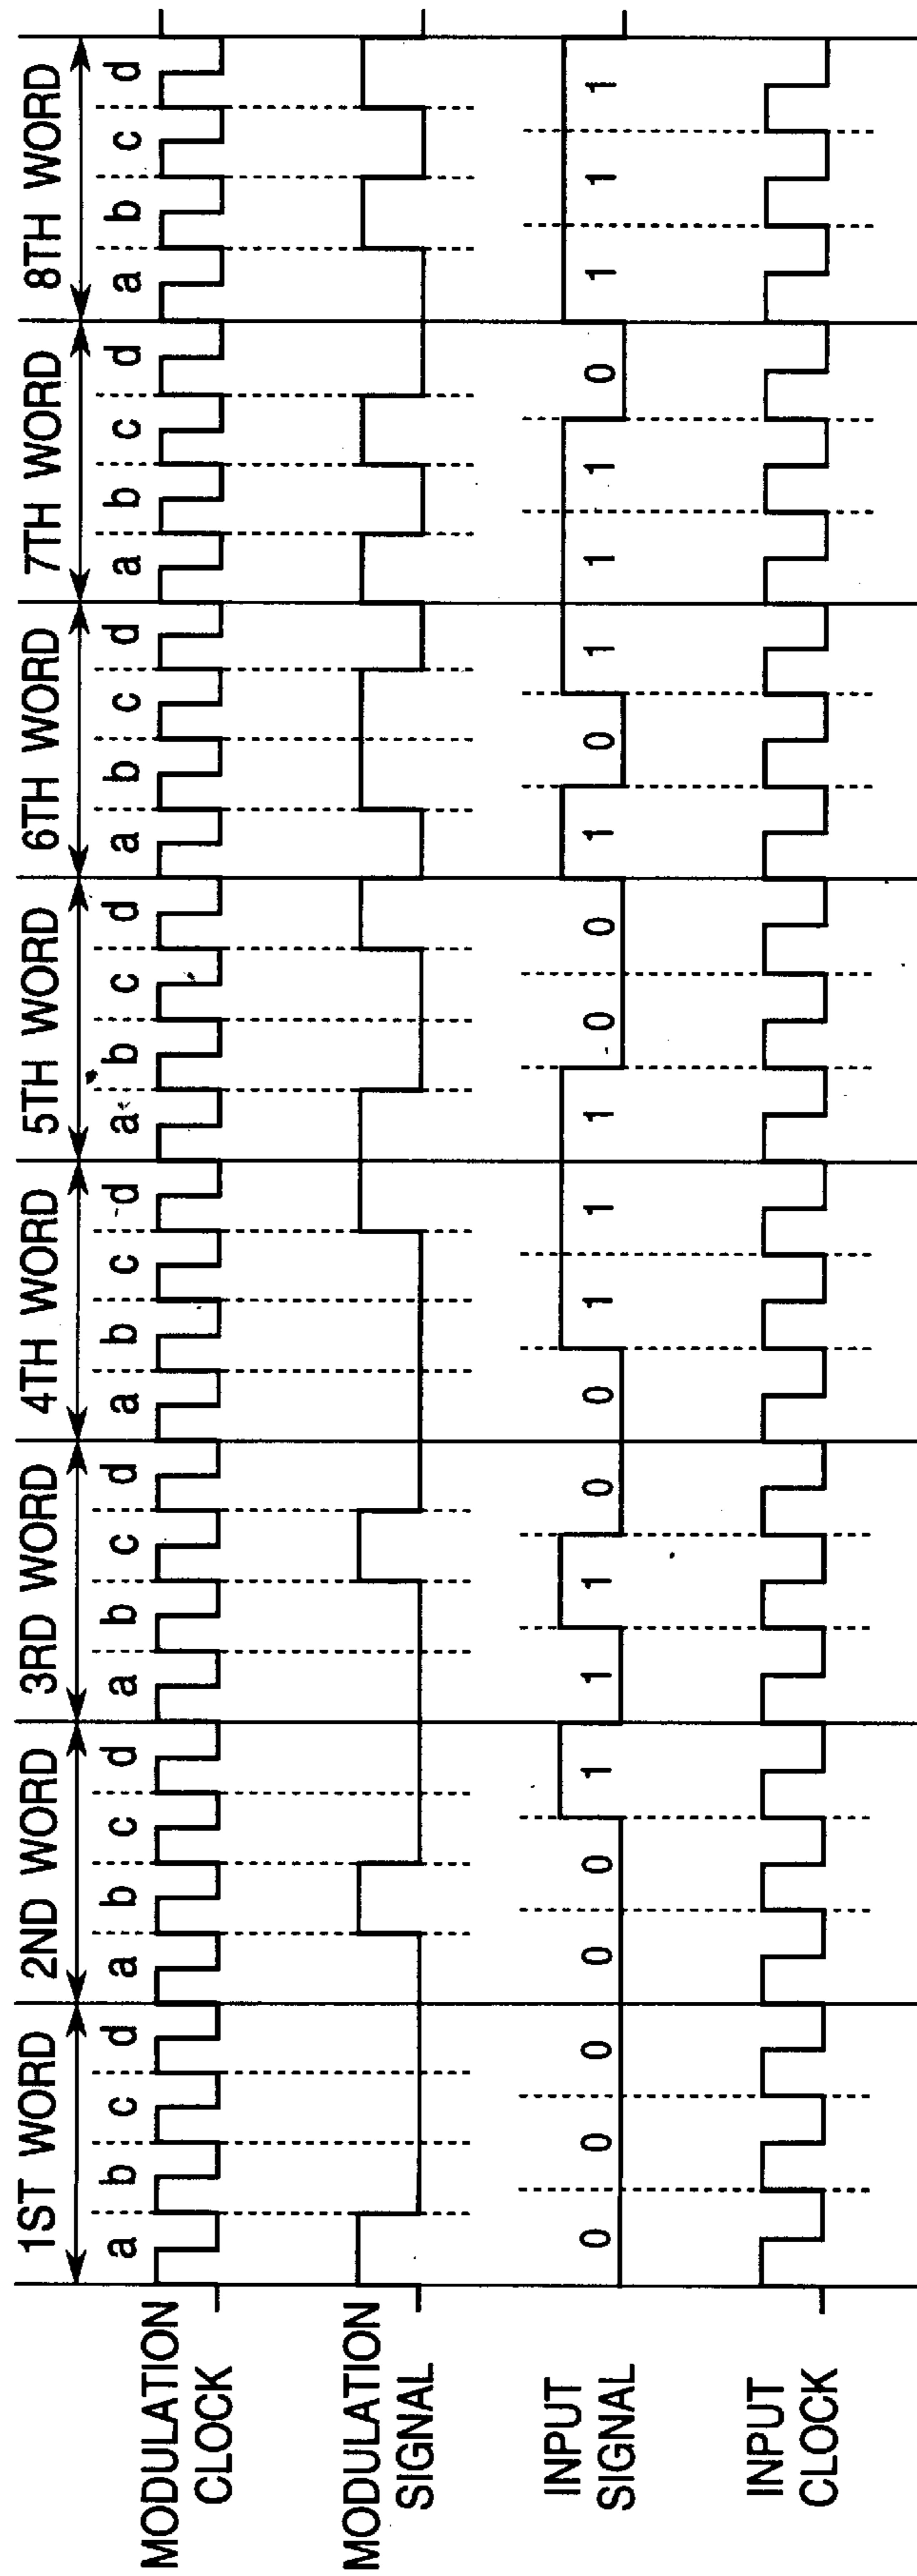 1ST WORD 2ND WORD 3RD WORD 4TH WORD 5TH WORD 6TH WORD 7TH WORD 8TH WORD
a b c d a b c d a b c d a b c d a b c d a b c d a b c d a b c d
MODULATION
CLOCK
MODULATION
SIGNAL
INPUT
SIGNAL
0 0 0 0 0 1 1 1 0 0 1 1 1 0 0 1 0 1 1 1 0 1 1 1
INPUT
CLOCK